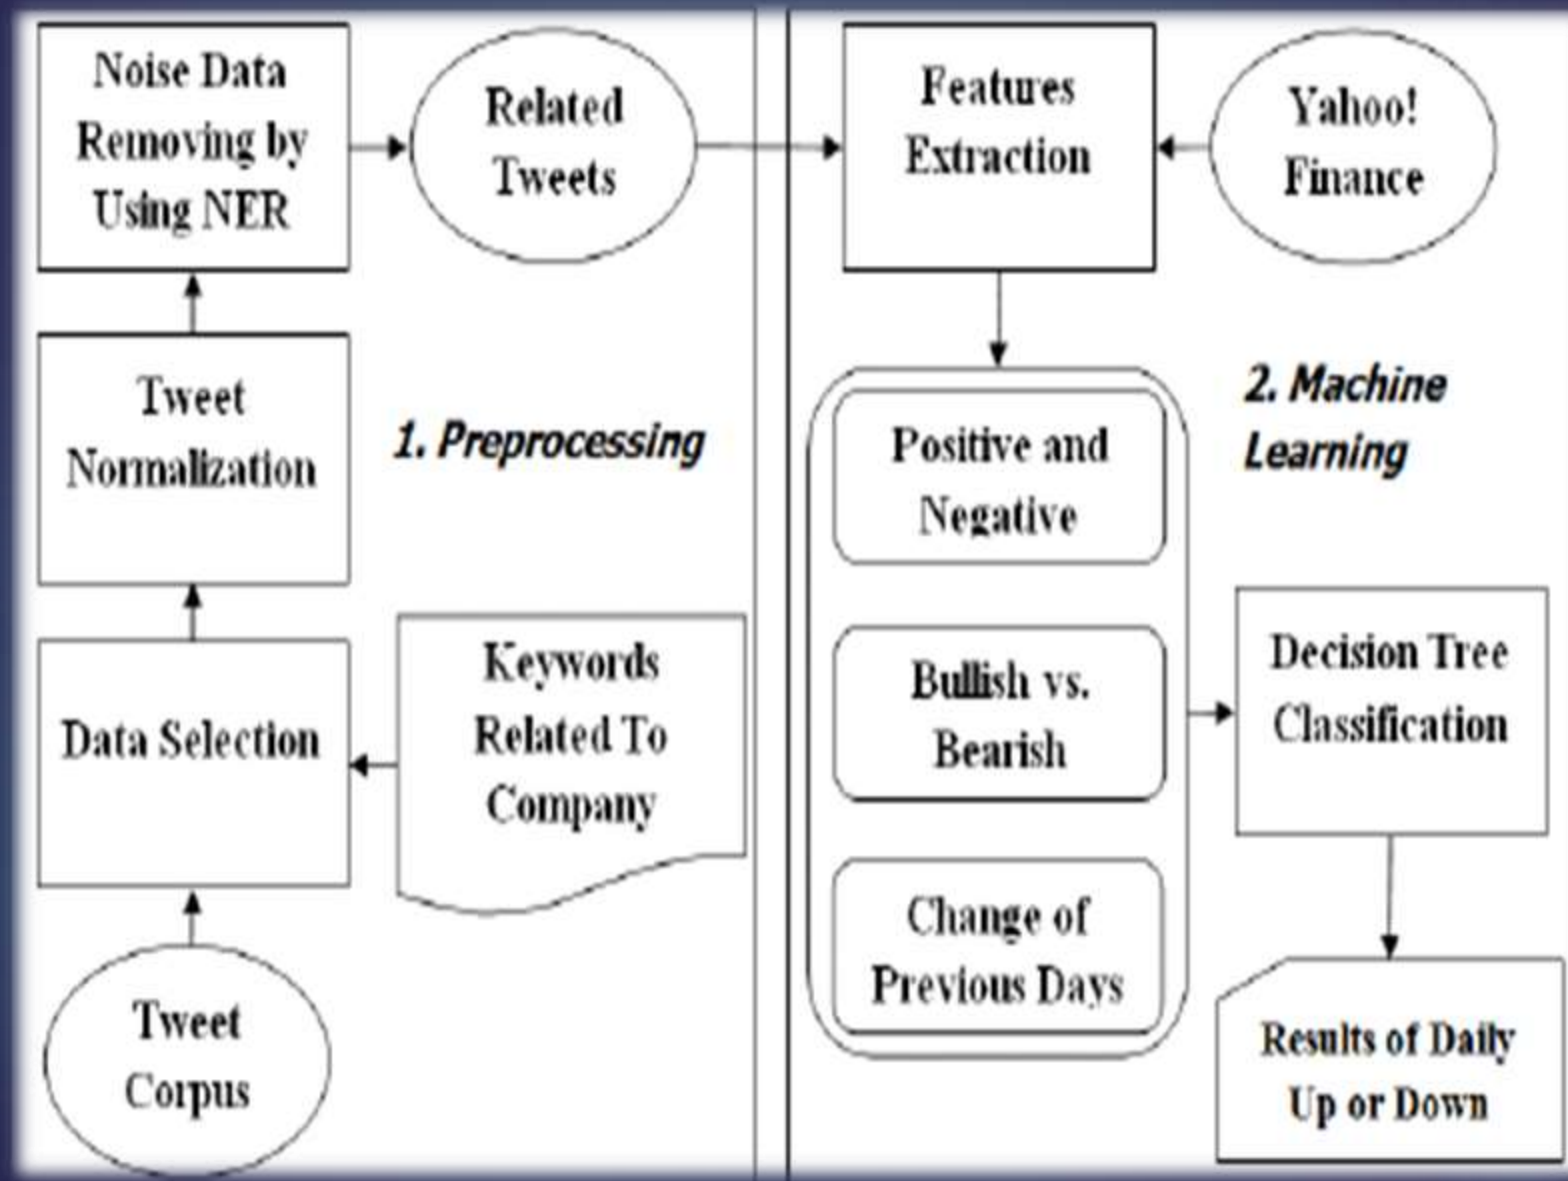 Noise Data
Removing by
Using NER
Related
Tweets
Tweet
Normalization
1. Preprocessing
Data Selection
Keywords
Related To
Company
Tweet
Corpus
Features
Extraction
Yahoo!
Finance
2. Machine
Learning
Positive and
Negative
Bullish vs.
Bearish
Change of
Previous Days
Decision Tree
Classification
Results of Daily
Up or Down